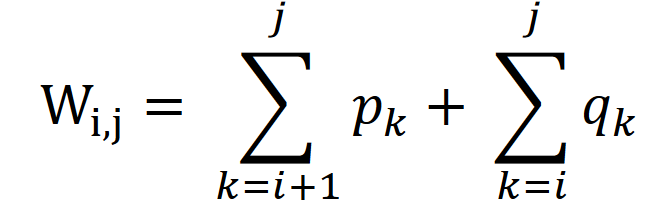 W_{i,j} = \sum_{k=i+1}^{j} p_k + \sum_{k=i}^{j} q_k